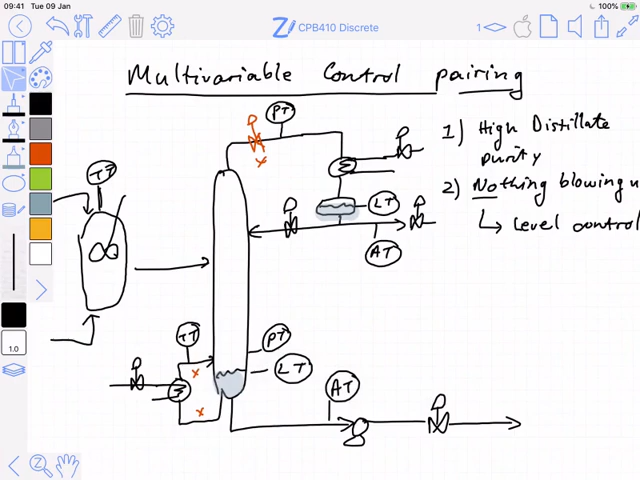 09:41 Tue 09 Jan
100%
CPB410 Discrete
1
Multivariable Control pairing
PT
1) High Distillate
purity
2) Nothing blowing u
↳ Level control
TT
LT
AT
TT
PT
LT
AT
1.0